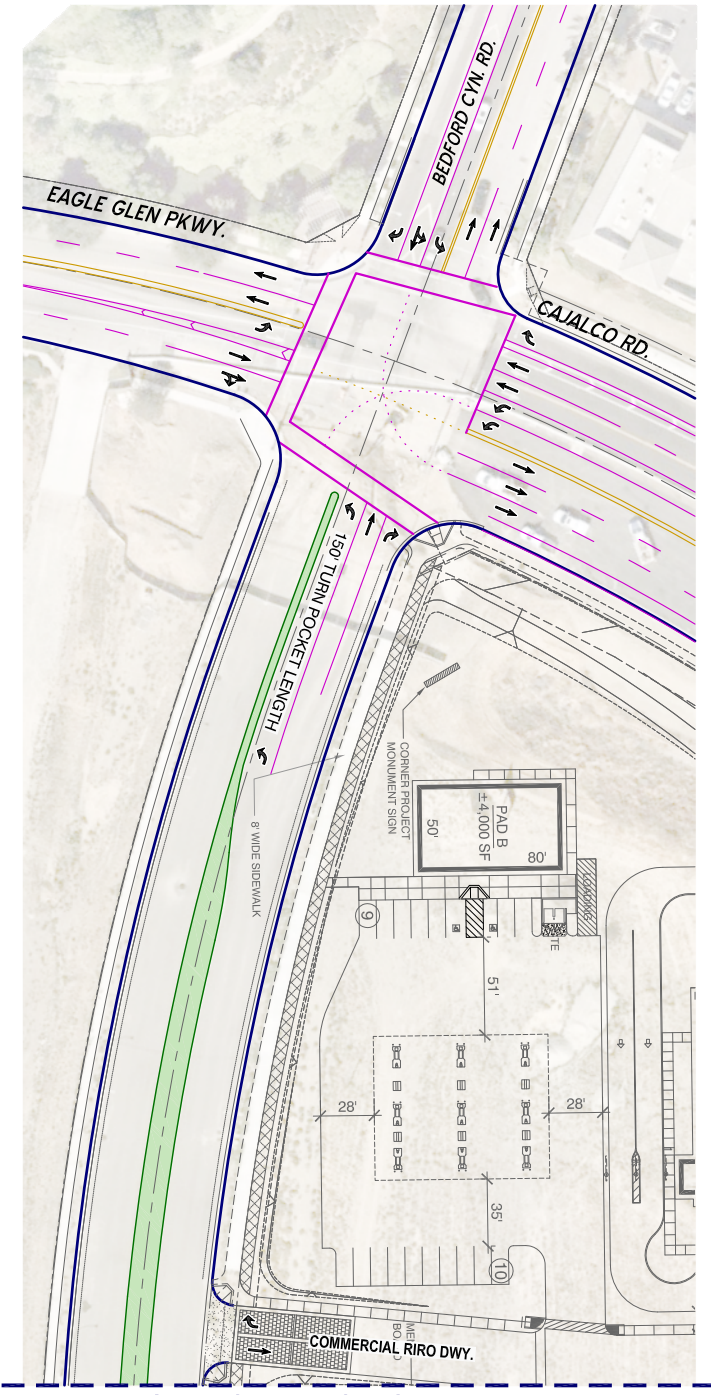 BEDFORD CYN. RD.
EAGLE GLEN PKWY.
CAJALCO RD.
150' TURN POCKET LENGTH
CORNER PROJECT
MONUMENT SIGN
8' WIDE SIDEWALK
PAD B
±4,000 SF
50'
80'
9
51'
28'
28'
35'
10
COMMERCIAL RIRO DWY.